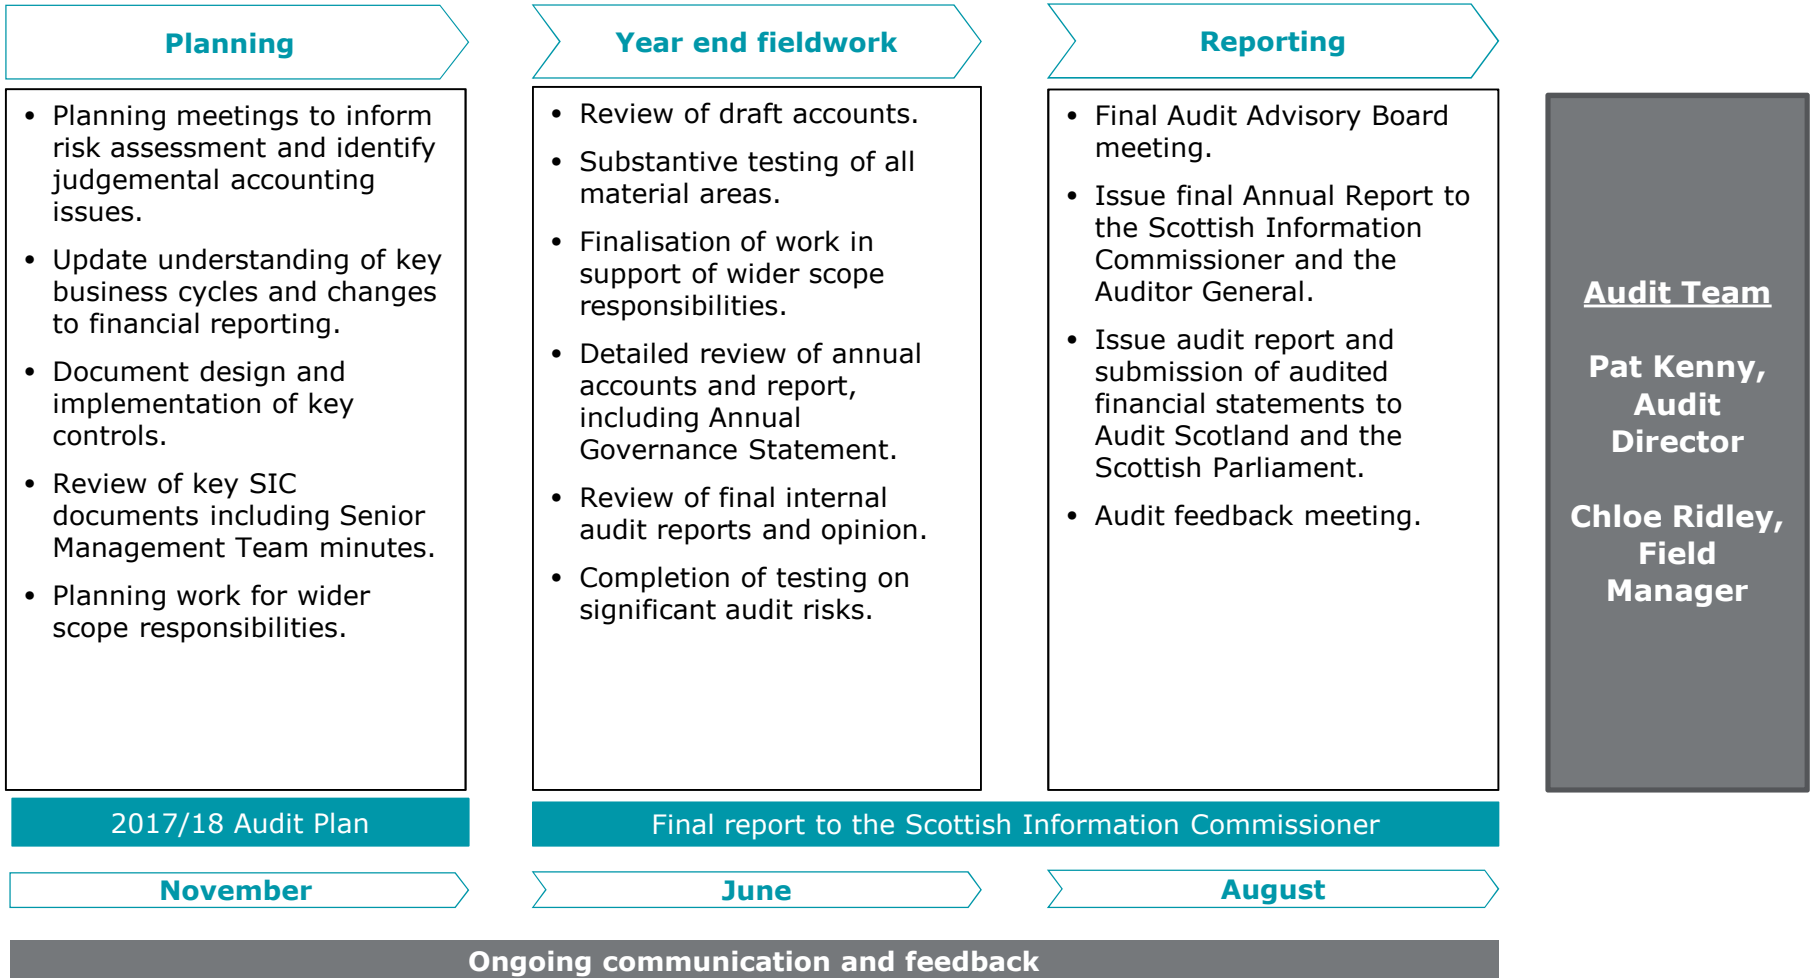 Planning
• Planning meetings to inform
risk assessment and identify
judgemental accounting
issues.
• Update understanding of key
business cycles and changes
to financial reporting.
• Document design and
implementation of key
controls.
• Review of key SIC
documents including Senior
Management Team minutes.
• Planning work for wider
scope responsibilities.
Year end fieldwork
• Review of draft accounts.
• Substantive testing of all
material areas.
• Finalisation of work in
support of wider scope
responsibilities.
• Detailed review of annual
accounts and report,
including Annual
Governance Statement.
• Review of final internal
audit reports and opinion.
• Completion of testing on
significant audit risks.
Reporting
• Final Audit Advisory Board
meeting.
• Issue final Annual Report to
the Scottish Information
Commissioner and the
Auditor General.
• Issue audit report and
submission of audited
financial statements to
Audit Scotland and the
Scottish Parliament.
• Audit feedback meeting.
Audit Team
Pat Kenny,
Audit
Director
Chloe Ridley,
Field
Manager
2017/18 Audit Plan
Final report to the Scottish Information Commissioner
November
June
August
Ongoing communication and feedback